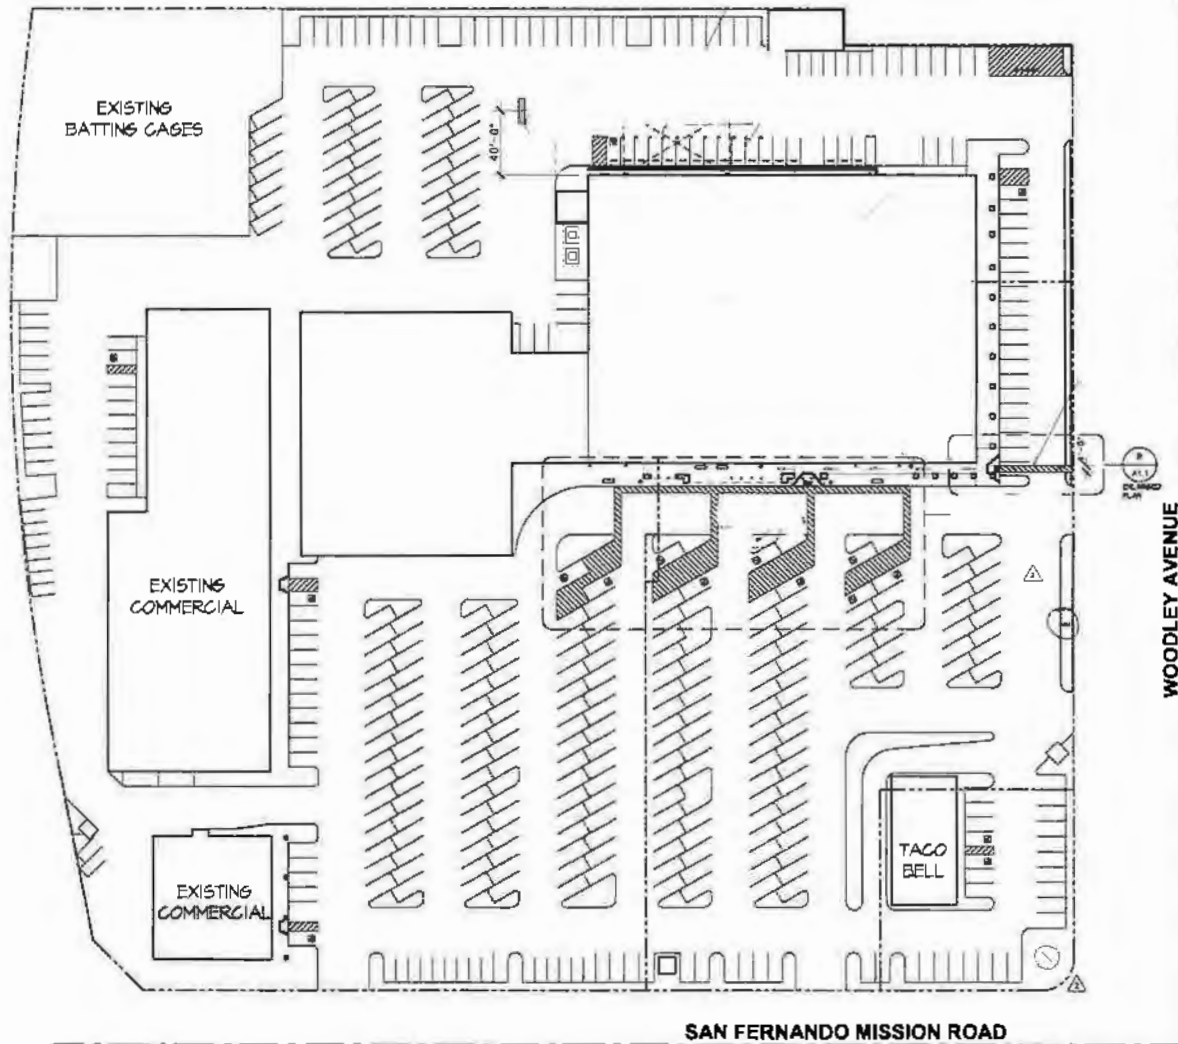 EXISTING
BATTING CAGES
40'-0"
EXISTING
COMMERCIAL
EXISTING
COMMERCIAL
TACO
BELL
WOODLEY AVENUE
SAN FERNANDO MISSION ROAD